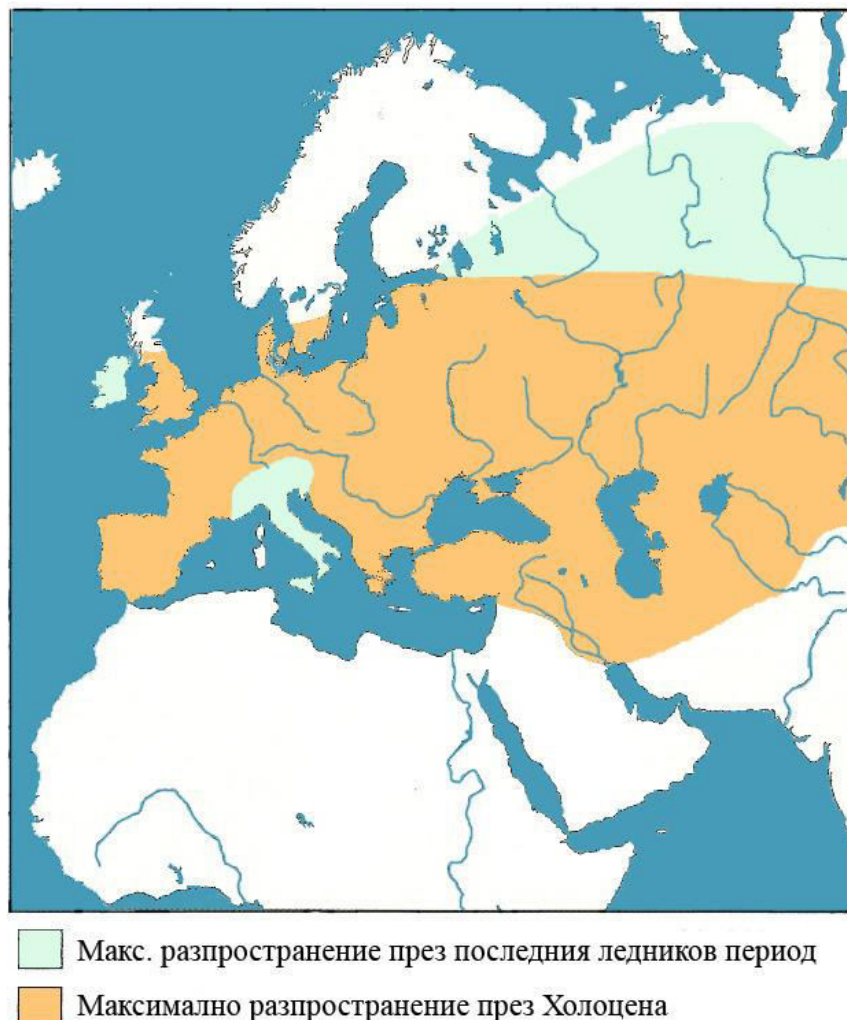 Макс. разпространение през последния ледников период
Максимално разпространение през Холоцена